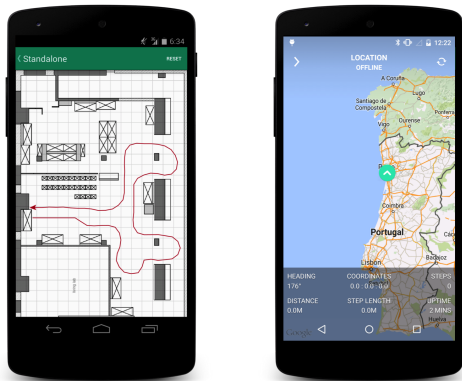 6:34
Standalone
RESET
12:22
LOCATION
OFFLINE
A Coruña
Lugo
Santiago de
Compostela
Ourense
Ponferra
Vigo
Coimbra
Portugal
Lisbon
Badajoz
HEADING
COORDINATES
STEPS
176°
0.0 : 0.0 : 0.0
0
DISTANCE
STEP LENGTH
UPTIME
0.0M
0.0M
2 MINS
Huelva
Google